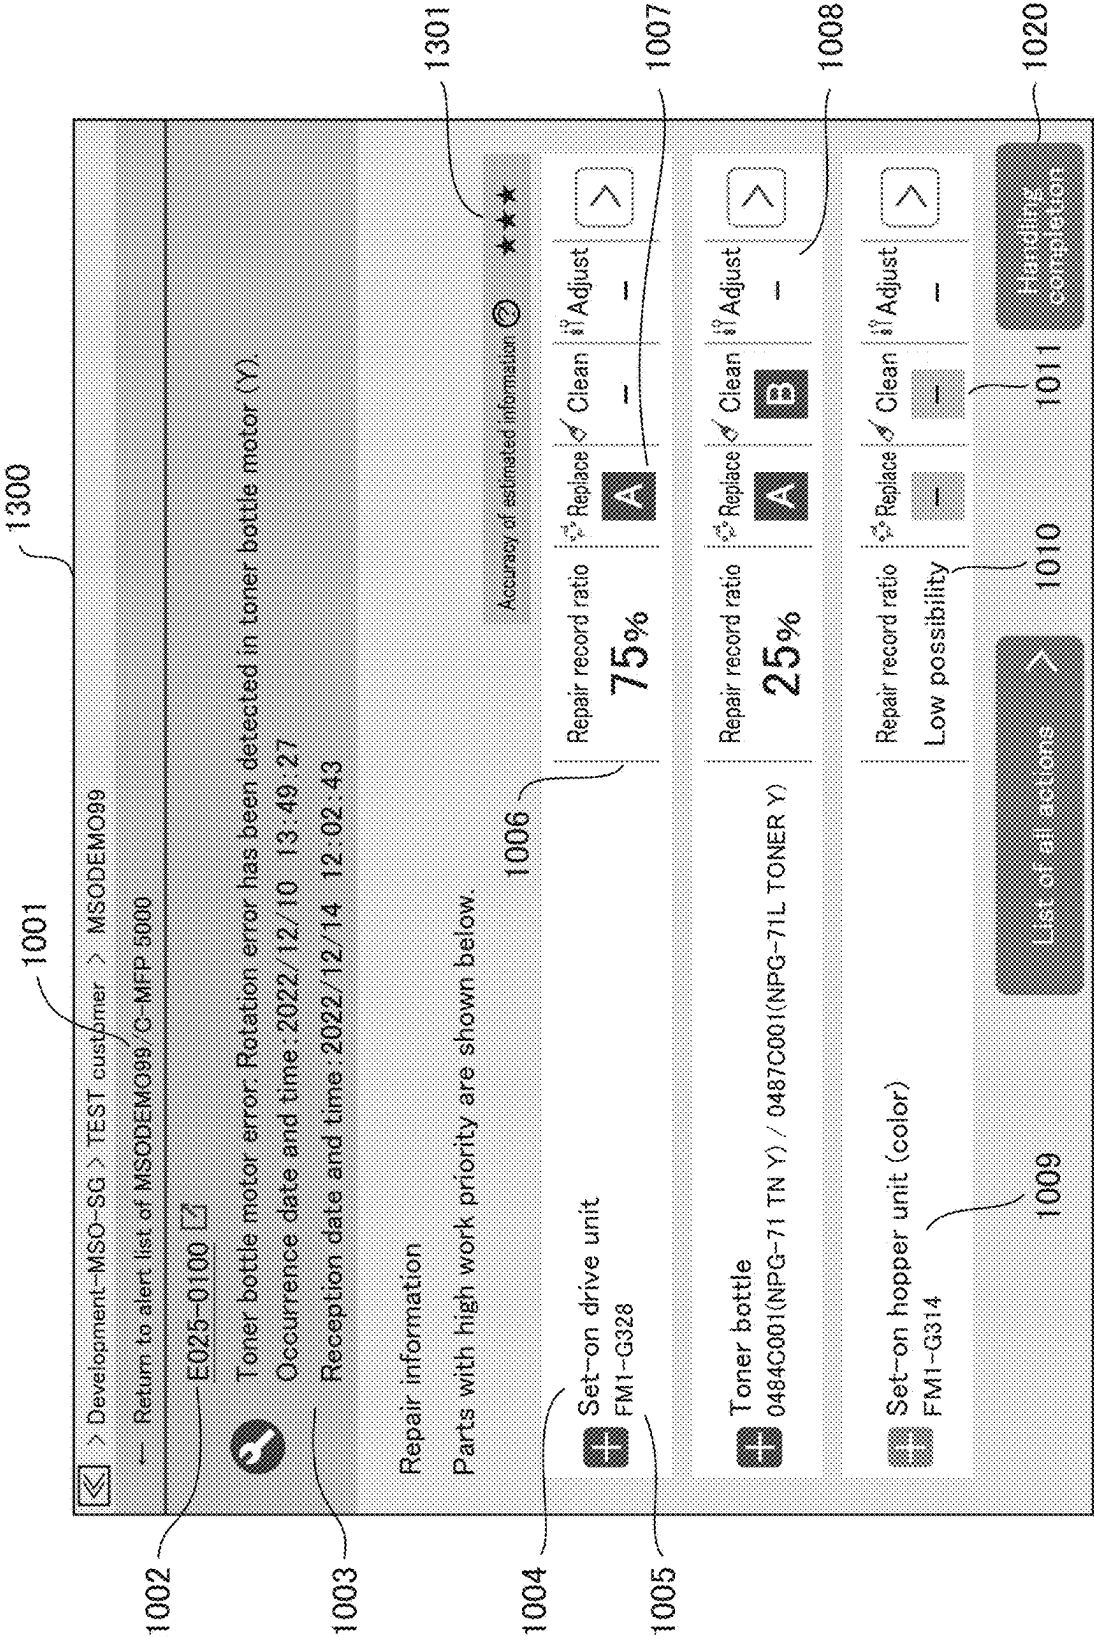 1300
1001
> Development-MSO-SG > TEST customer > MSODEMO99
← Return to alert list of MSODEMO99/C-MFP 5000
1002
E025-0100
Toner bottle motor error: Rotation error has been detected in toner bottle motor (Y).
Occurrence date and time:2022/12/10 13:49:27
1003
Reception date and time:2022/12/14 12:02:43
Repair information
1301
Parts with high work priority are shown below.
Accuracy of estimated information ? ★★★
1006
1004
Set-on drive unit
FM1-G328
1005
Repair record ratio
75%
Replace
A
Clean
–
Adjust
–
>
1007
Toner bottle
0484C001(NPG-71 TN Y) / 0487C001(NPG-71L TONER Y)
Repair record ratio
25%
Replace
A
Clean
B
Adjust
–
>
1008
Set-on hopper unit (color)
FM1-G314
1009
Repair record ratio
Low possibility
1010
Replace
–
Clean
–
1011
Adjust
–
>
List of all actions >
Handling
completion
1020